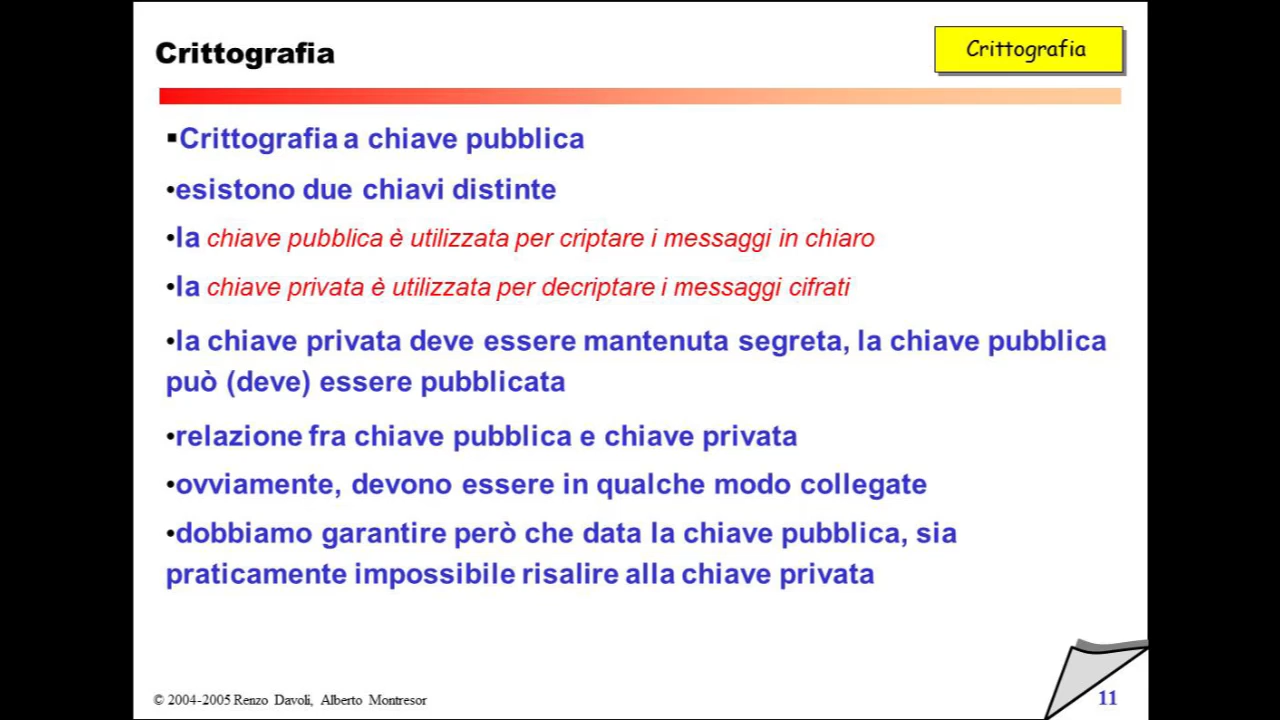 Crittografia
Crittografia
▪Crittografia a chiave pubblica
•esistono due chiavi distinte
•la chiave pubblica è utilizzata per criptare i messaggi in chiaro
•la chiave privata è utilizzata per decriptare i messaggi cifrati
•la chiave privata deve essere mantenuta segreta, la chiave pubblica
può (deve) essere pubblicata
•relazione fra chiave pubblica e chiave privata
•ovviamente, devono essere in qualche modo collegate
•dobbiamo garantire però che data la chiave pubblica, sia
praticamente impossibile risalire alla chiave privata
© 2004-2005 Renzo Davoli, Alberto Montresor
11